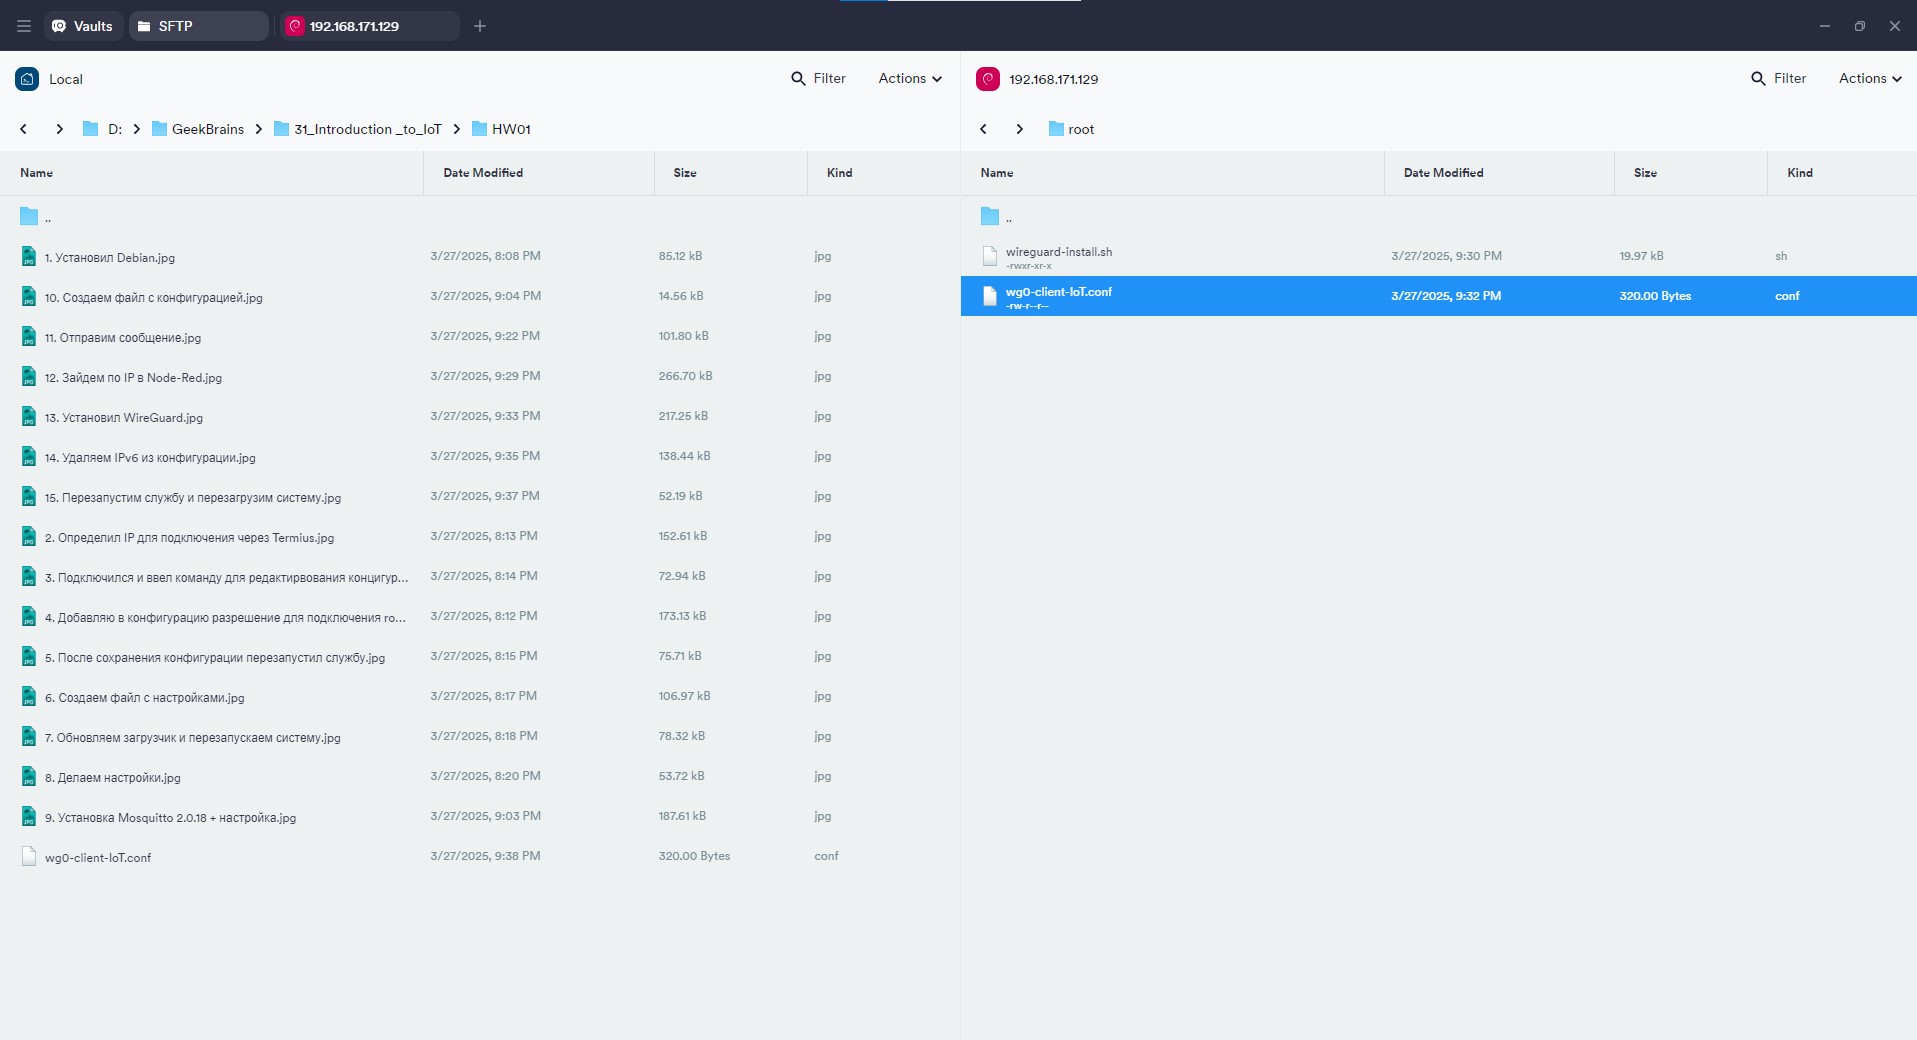 Vaults SFTP 192.168.171.129
Local Filter Actions
D: GeekBrains 31_Introduction _to_IoT HW01
Name Date Modified Size Kind
..
1. Установил Debian.jpg 3/27/2025, 8:08 PM 85.12 kB jpg
10. Создаем файл с конфигурацией.jpg 3/27/2025, 9:04 PM 14.56 kB jpg
11. Отправим сообщение.jpg 3/27/2025, 9:22 PM 101.80 kB jpg
12. Зайдем по IP в Node-Red.jpg 3/27/2025, 9:29 PM 266.70 kB jpg
13. Установил WireGuard.jpg 3/27/2025, 9:33 PM 217.25 kB jpg
14. Удаляем IPv6 из конфигурации.jpg 3/27/2025, 9:35 PM 138.44 kB jpg
15. Перезапустим службу и перезагрузим систему.jpg 3/27/2025, 9:37 PM 52.19 kB jpg
2. Определил IP для подключения через Termius.jpg 3/27/2025, 8:13 PM 152.61 kB jpg
3. Подключился и ввел команду для редактирвования концигур... 3/27/2025, 8:14 PM 72.94 kB jpg
4. Добавляю в конфигурацию разрешение для подключения ro... 3/27/2025, 8:12 PM 173.13 kB jpg
5. После сохранения конфигурации перезапустил службу.jpg 3/27/2025, 8:15 PM 75.71 kB jpg
6. Создаем файл с настройками.jpg 3/27/2025, 8:17 PM 106.97 kB jpg
7. Обновляем загрузчик и перезапускаем систему.jpg 3/27/2025, 8:18 PM 78.32 kB jpg
8. Делаем настройки.jpg 3/27/2025, 8:20 PM 53.72 kB jpg
9. Установка Mosquitto 2.0.18 + настройка.jpg 3/27/2025, 9:03 PM 187.61 kB jpg
wg0-client-IoT.conf 3/27/2025, 9:38 PM 320.00 Bytes conf
192.168.171.129 Filter Actions
root
Name Date Modified Size Kind
..
wireguard-install.sh 3/27/2025, 9:30 PM 19.97 kB sh
-rwxr-xr-x
wg0-client-IoT.conf 3/27/2025, 9:32 PM 320.00 Bytes conf
-rw-r--r--